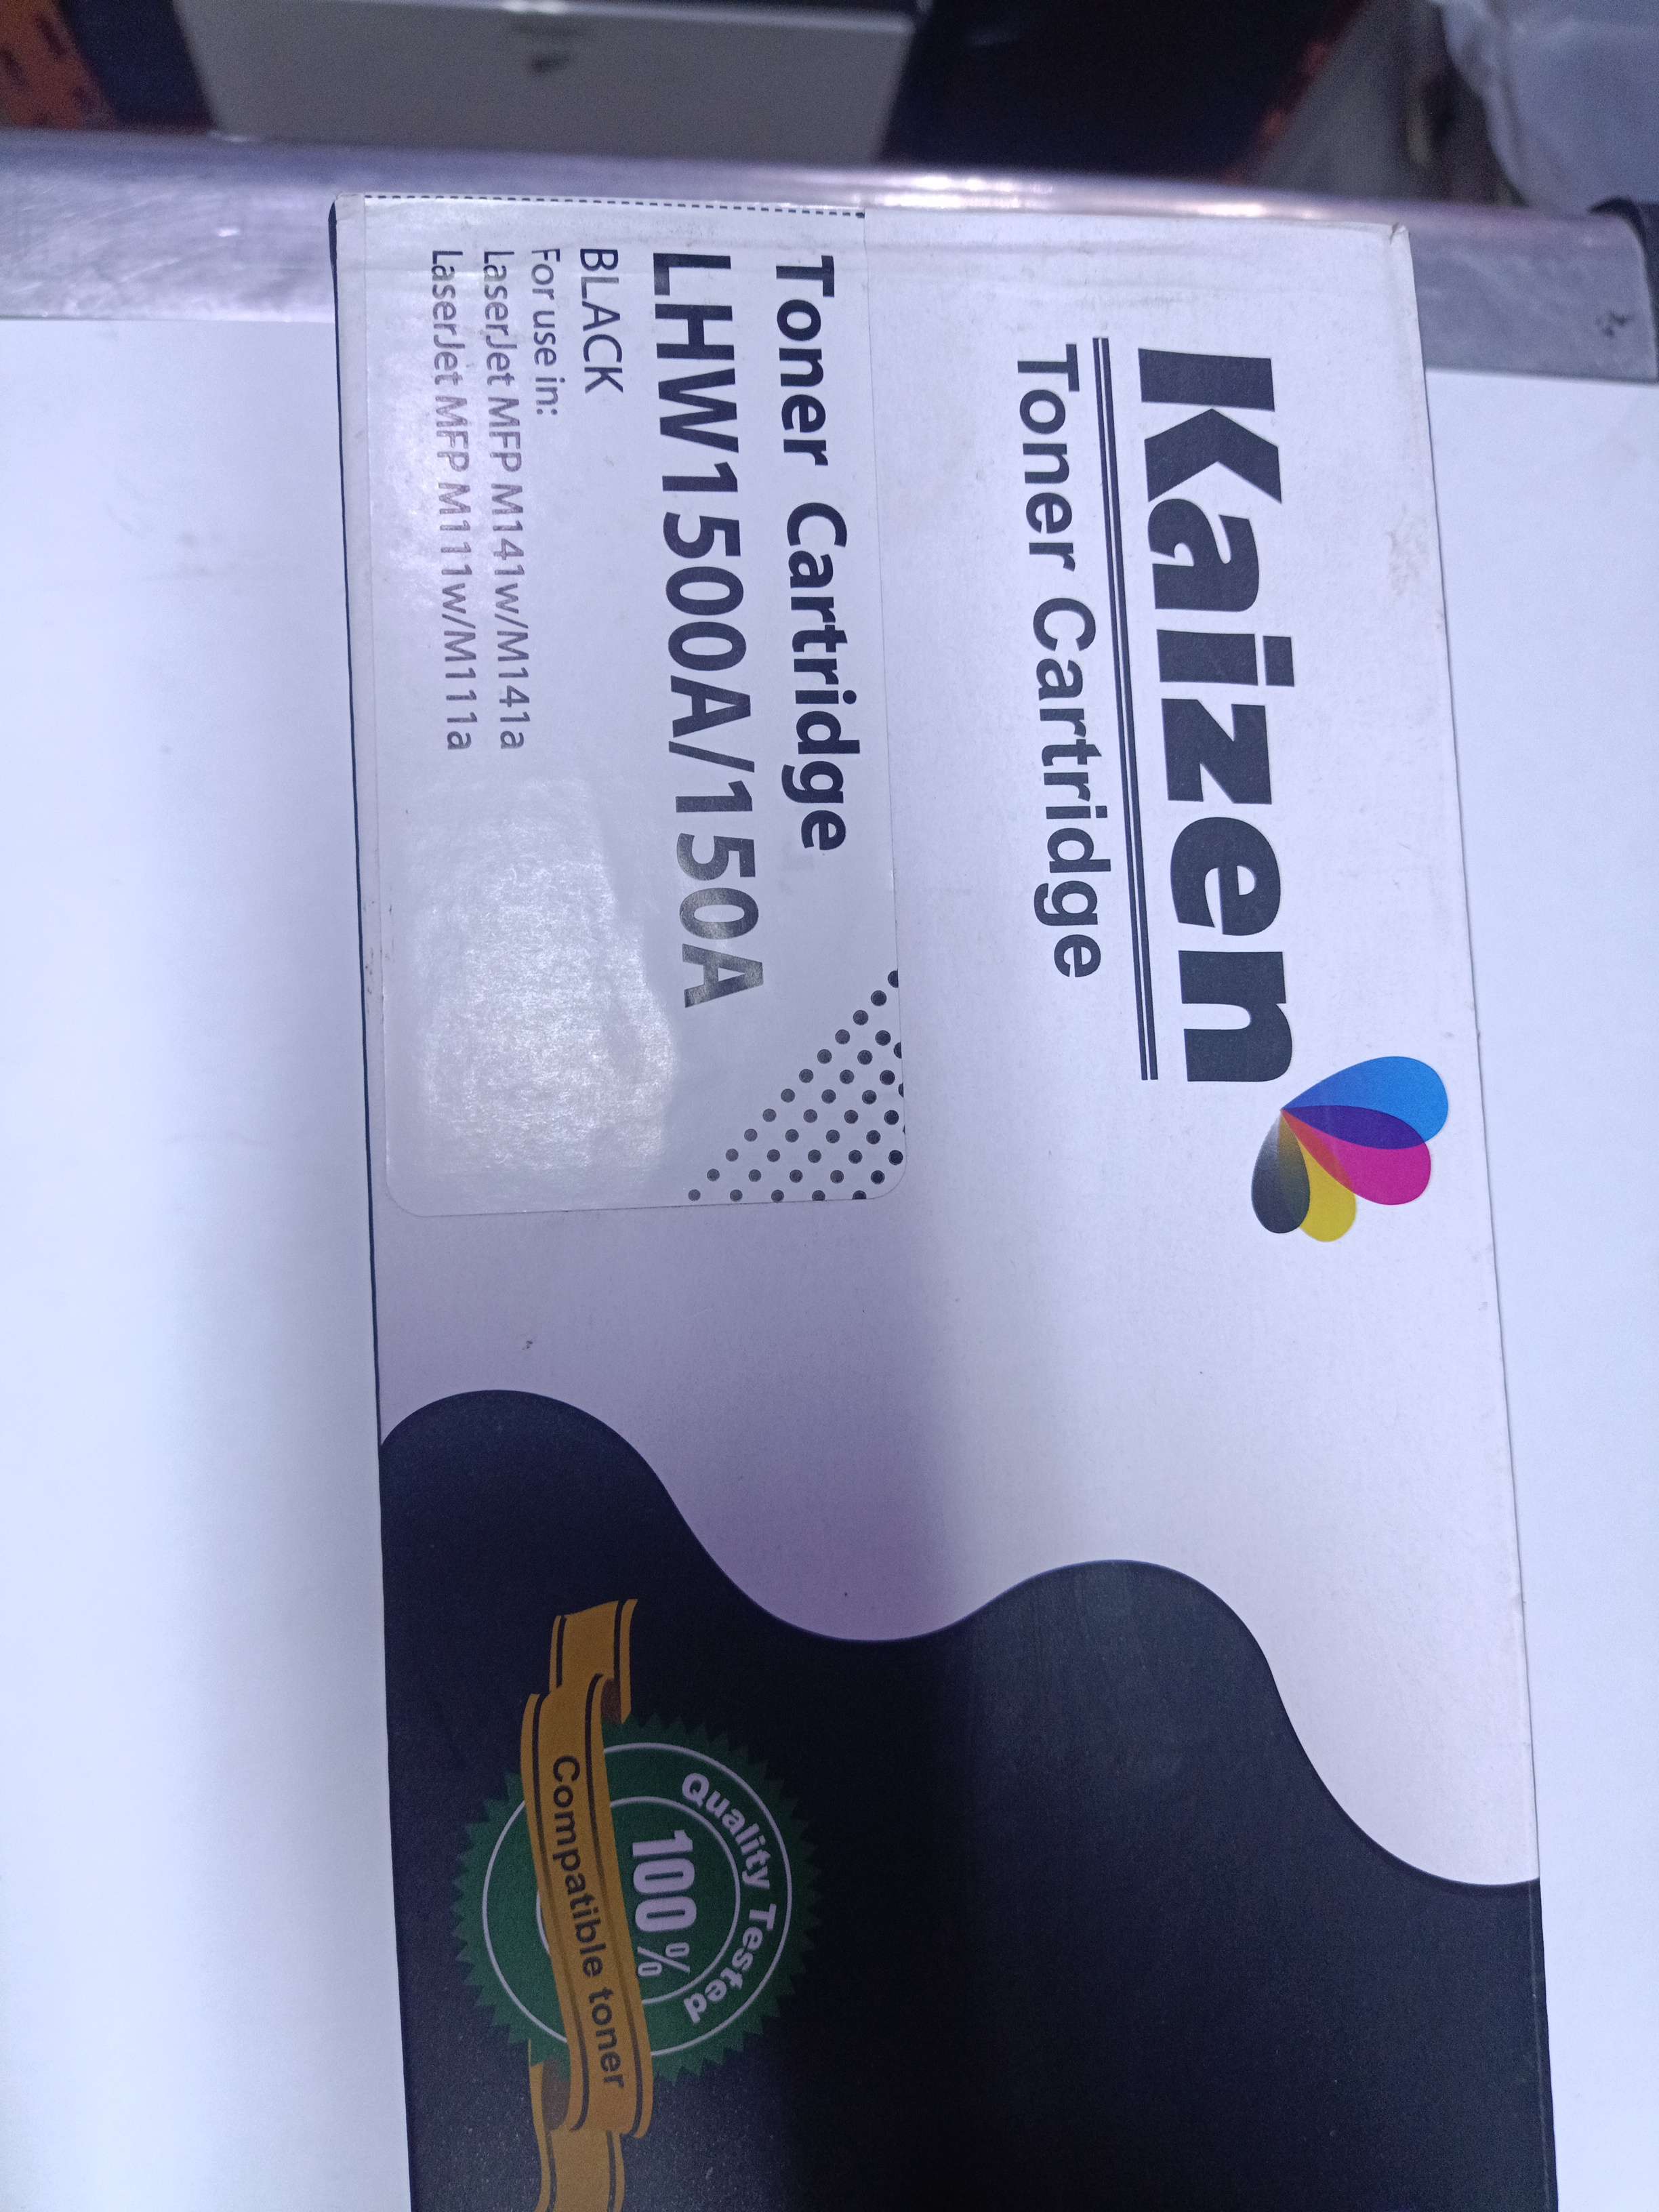 Kaizen
Toner Cartridge
Toner Cartridge
LHW1500A/150A
BLACK
For use in:
LaserJet MFP M141w/M141a
LaserJet MFP M111w/M111a
Quality Tested
100%
Compatible toner